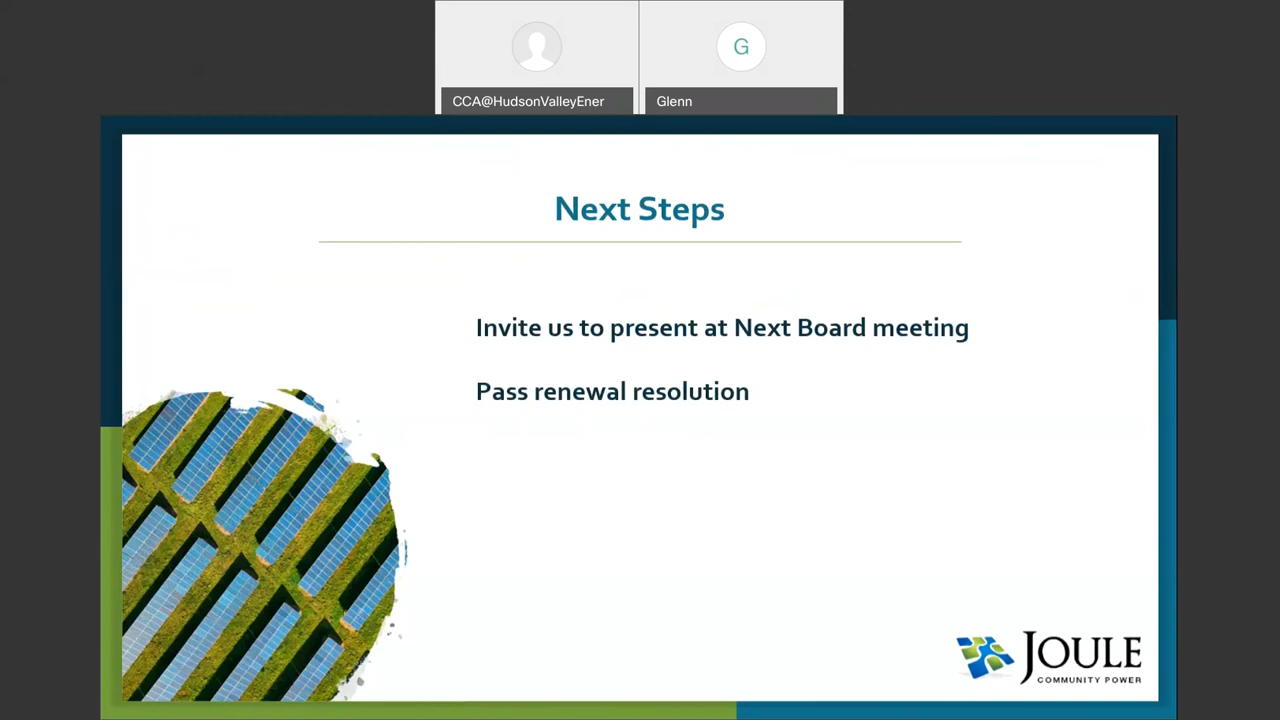 CCA@HudsonValleyEner
G
Glenn
Next Steps
Invite us to present at Next Board meeting
Pass renewal resolution
JOULE
COMMUNITY POWER